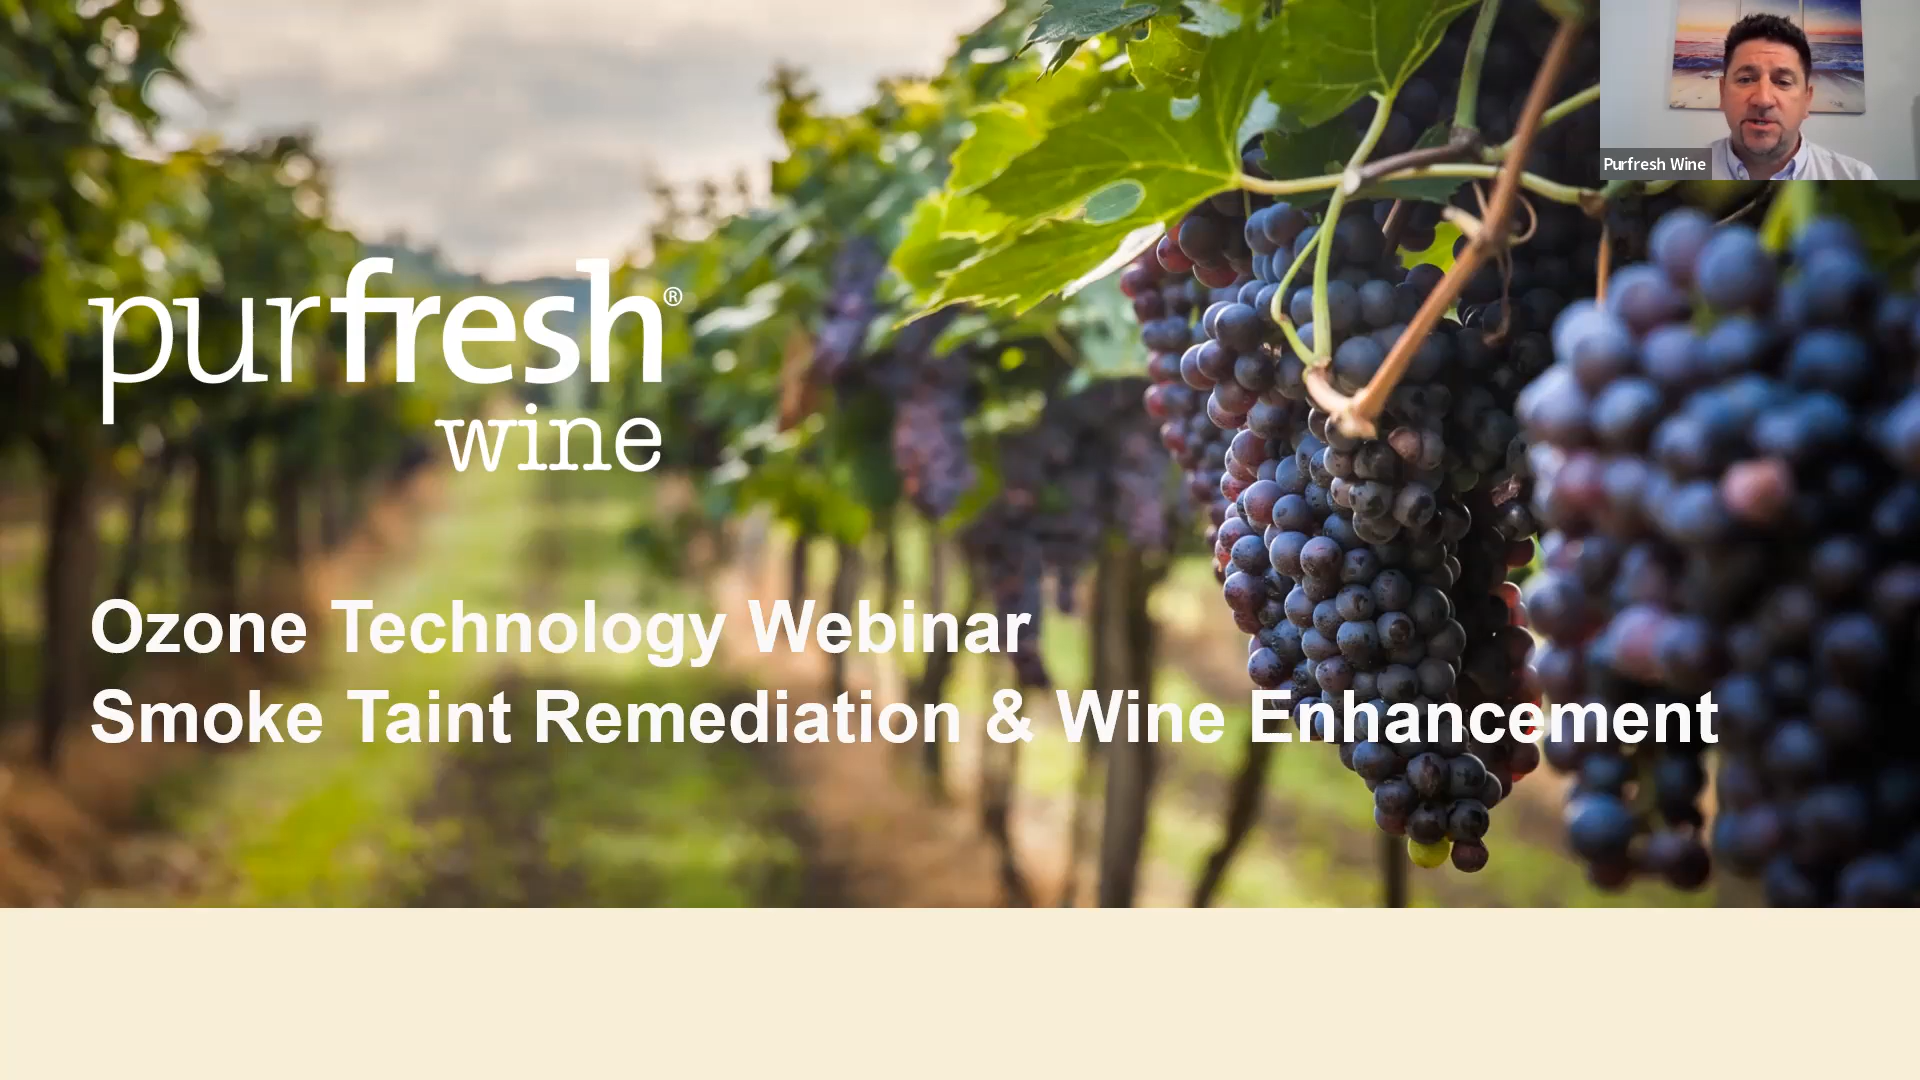 purfresh®
wine
Ozone Technology Webinar
Smoke Taint Remediation & Wine Enhancement
Purfresh Wine